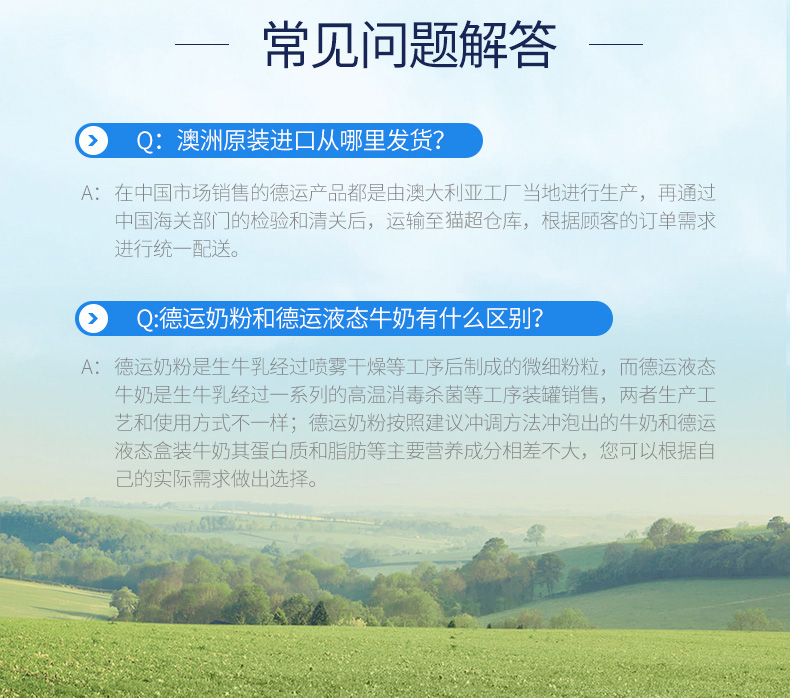 常见问题解答
Q：澳洲原装进口从哪里发货？
A：在中国市场销售的德运产品都是由澳大利亚工厂当地进行生产，再通过
中国海关部门的检验和清关后，运输至猫超仓库，根据顾客的订单需求
进行统一配送。
Q:德运奶粉和德运液态牛奶有什么区别？
A：德运奶粉是生牛乳经过喷雾干燥等工序后制成的微细粉粒，而德运液态
牛奶是生牛乳经过一系列的高温消毒杀菌等工序装罐销售，两者生产工
艺和使用方式不一样；德运奶粉按照建议冲调方法冲泡出的牛奶和德运
液态盒装牛奶其蛋白质和脂肪等主要营养成分相差不大，您可以根据自
己的实际需求做出选择。